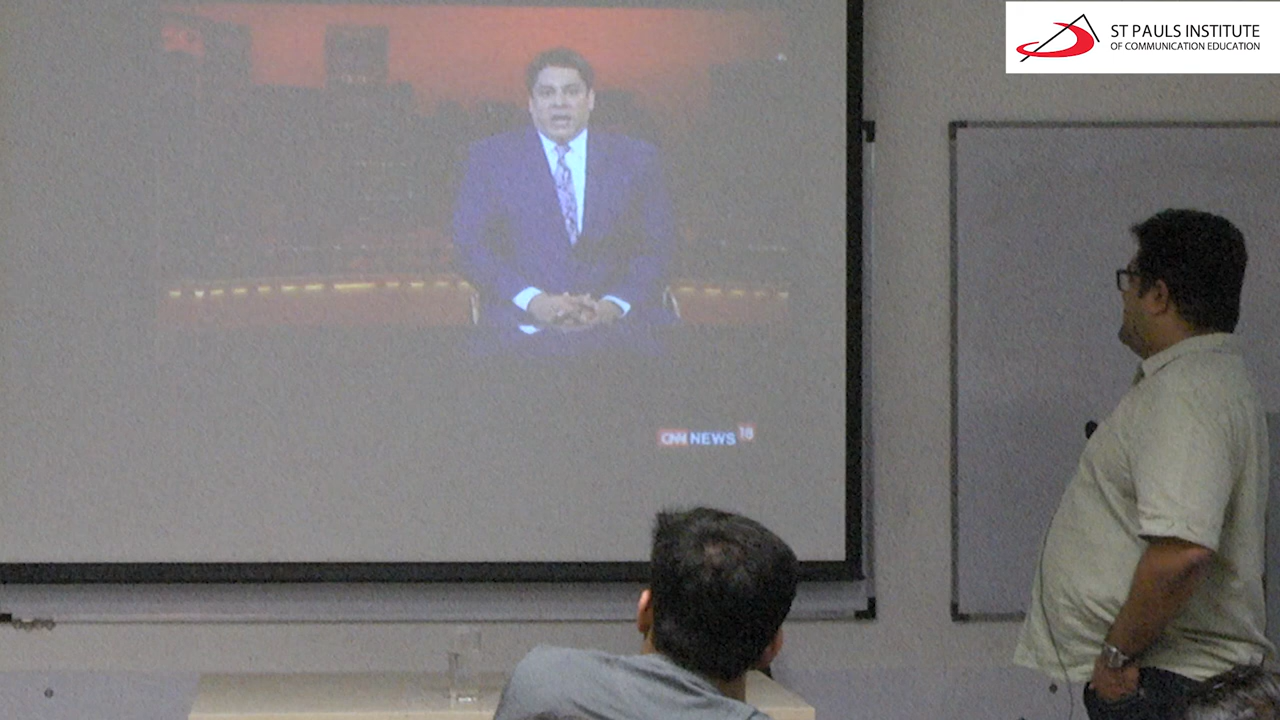 ST PAULS INSTITUTE
OF COMMUNICATION EDUCATION
CNN NEWS 18